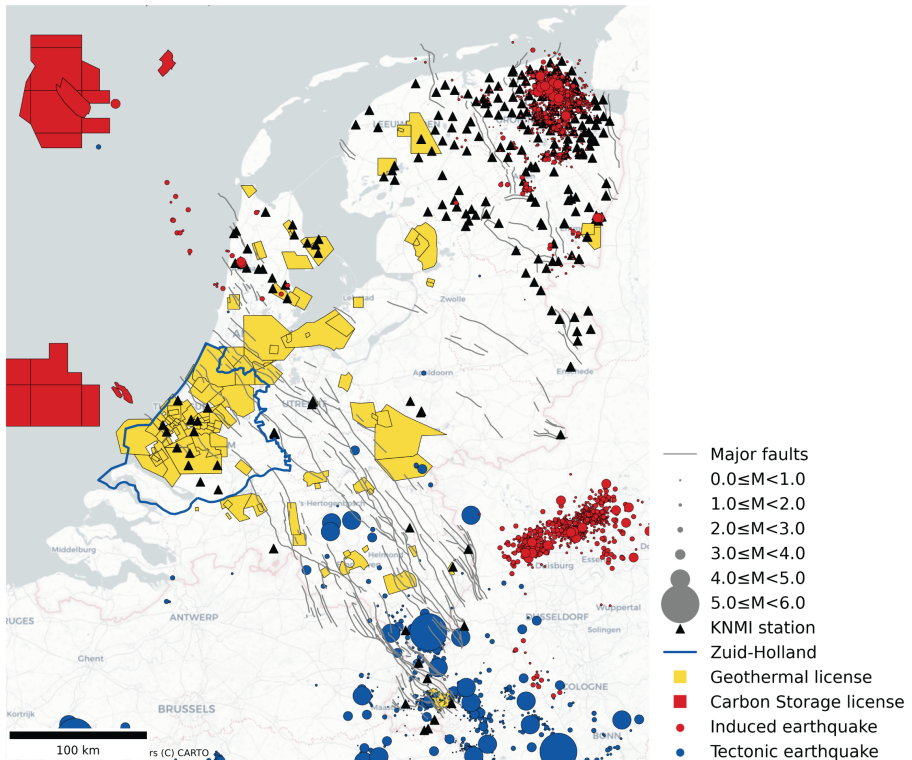 LEEUWARDEN
Zwolle
Apeldoorn
Enschede
UTRECHT
's-Hertogenbosch
Middelburg
Helmond
Duisburg
Essen
ANTWERP
DÜSSELDORF
Wuppertal
Solingen
Ghent
COLOGNE
BRUSSELS
Kortrijk
BONN
100 km
rs (C) CARTO
Major faults
0.0≤M<1.0
1.0≤M<2.0
2.0≤M<3.0
3.0≤M<4.0
4.0≤M<5.0
5.0≤M<6.0
KNMI station
Zuid-Holland
Geothermal license
Carbon Storage license
Induced earthquake
Tectonic earthquake